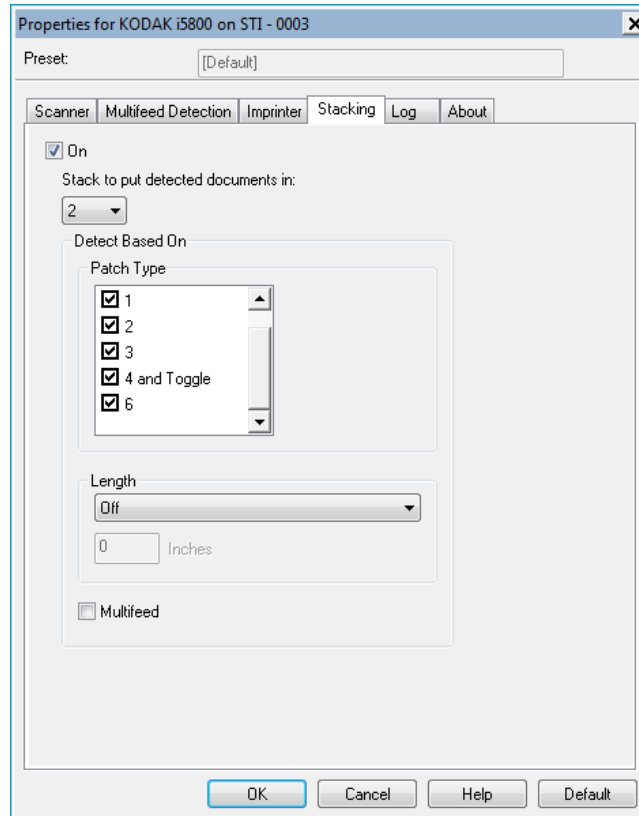 Properties for KODAK i5800 on STI - 0003
Preset: [Default]
Scanner Multifeed Detection Imprinter Stacking Log About
On
Stack to put detected documents in:
2
Detect Based On
Patch Type
1
2
3
4 and Toggle
6
Length
Off
0 Inches
Multifeed
OK Cancel Help Default